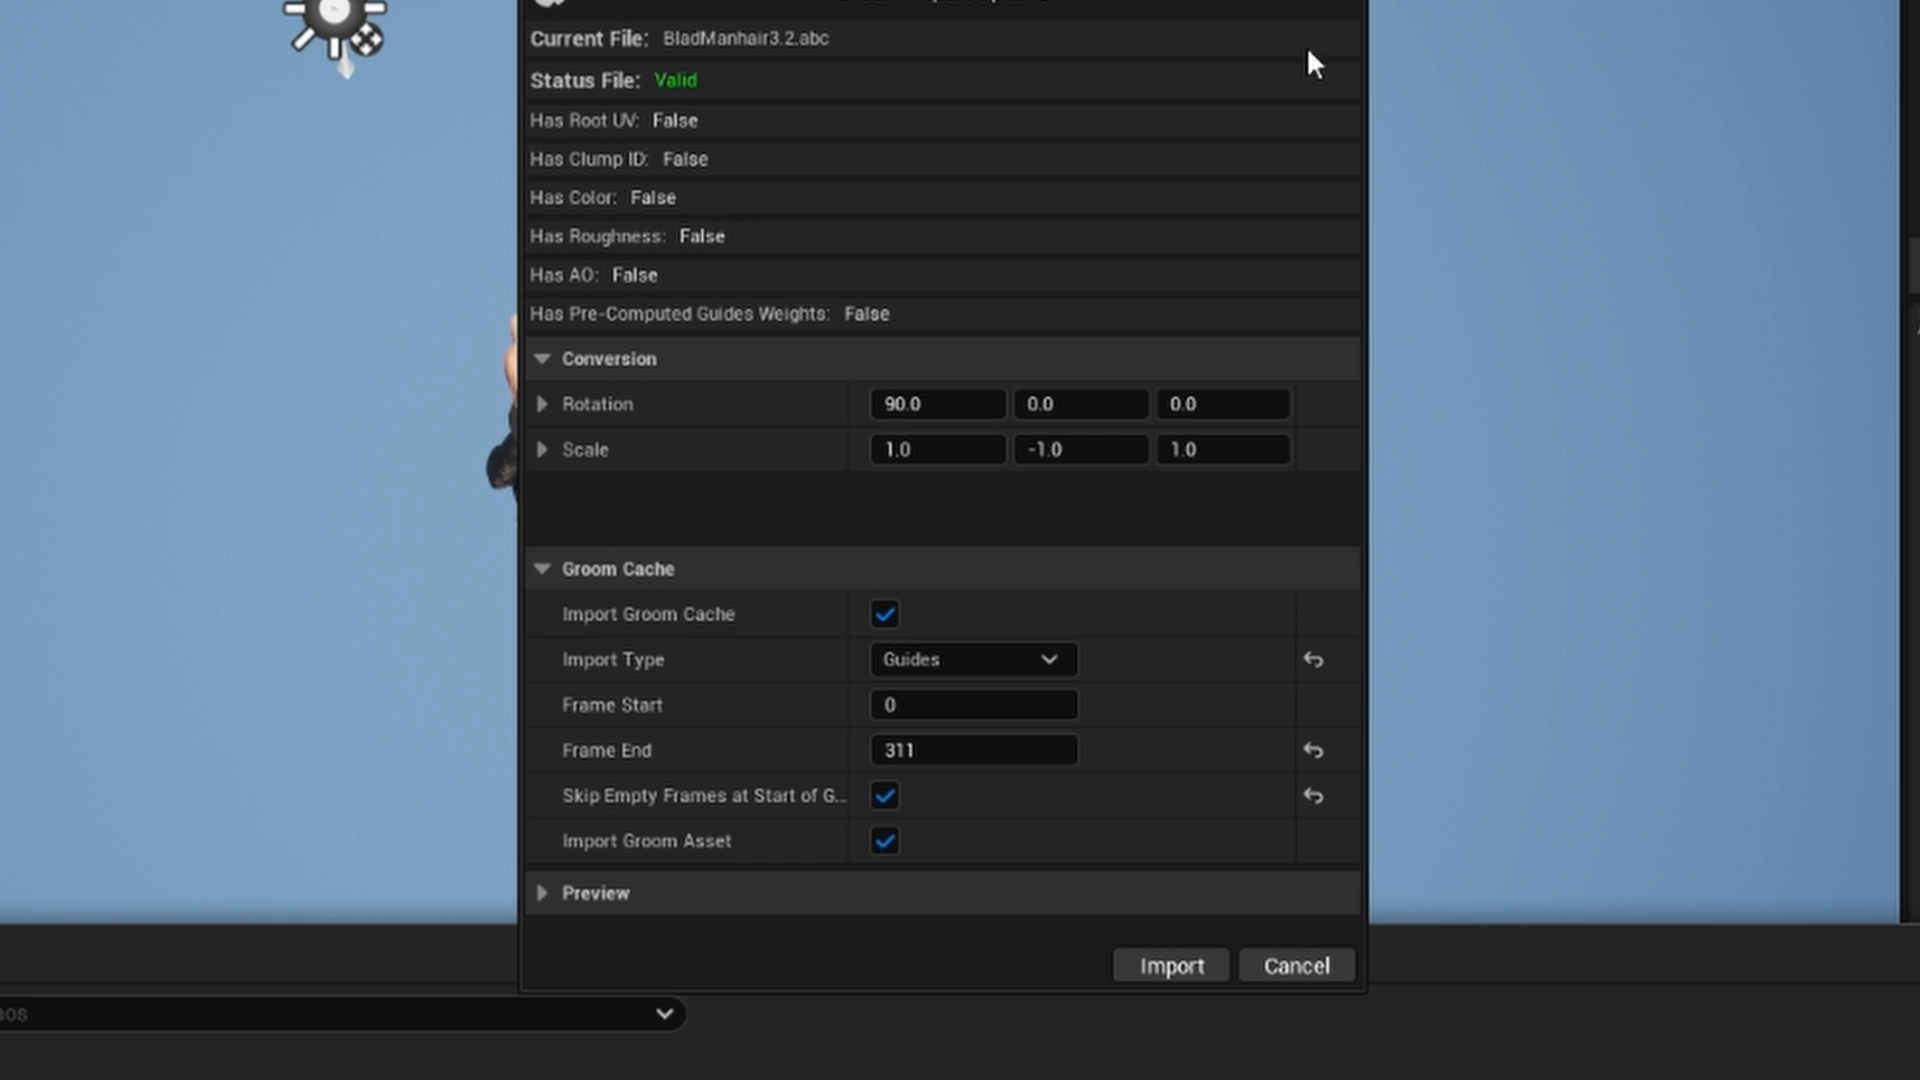 Current File: BladManhair3.2.abc
Status File: Valid
Has Root UV: False
Has Clump ID: False
Has Color: False
Has Roughness: False
Has AO: False
Has Pre-Computed Guides Weights: False
Conversion
Rotation 90.0 0.0 0.0
Scale 1.0 -1.0 1.0
Groom Cache
Import Groom Cache
Import Type Guides
Frame Start 0
Frame End 311
Skip Empty Frames at Start of G...
Import Groom Asset
Preview
Import Cancel